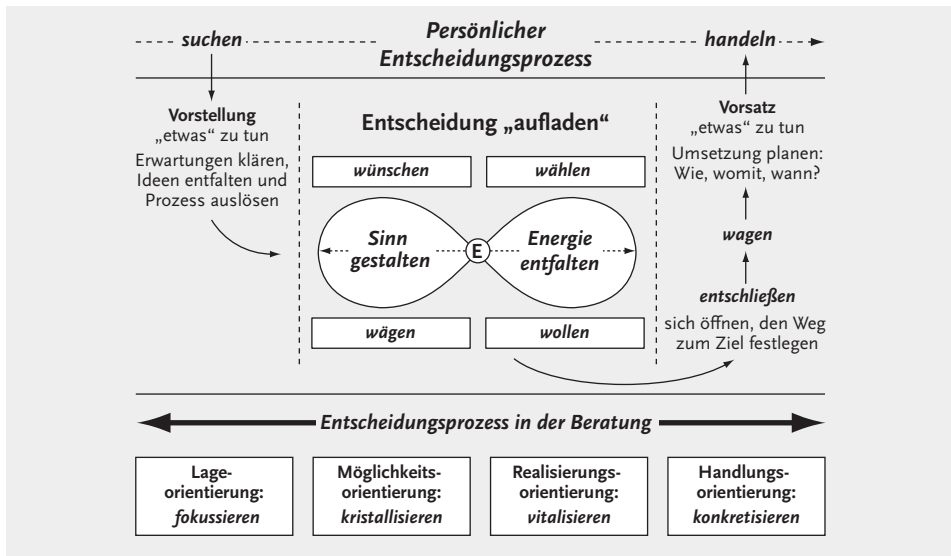 suchen
Persönlicher
Entscheidungsprozess
handeln
Vorstellung
„etwas“ zu tun
Erwartungen klären,
Ideen entfalten und
Prozess auslösen
Entscheidung „aufladen“
wünschen
wählen
Sinn
gestalten
E
Energie
entfalten
wägen
wollen
Vorsatz
„etwas“ zu tun
Umsetzung planen:
Wie, womit, wann?
wagen
entschließen
sich öffnen, den Weg
zum Ziel festlegen
Entscheidungsprozess in der Beratung
Lage-
orientierung:
fokussieren
Möglichkeits-
orientierung:
kristallisieren
Realisierungs-
orientierung:
vitalisieren
Handlungs-
orientierung:
konkretisieren